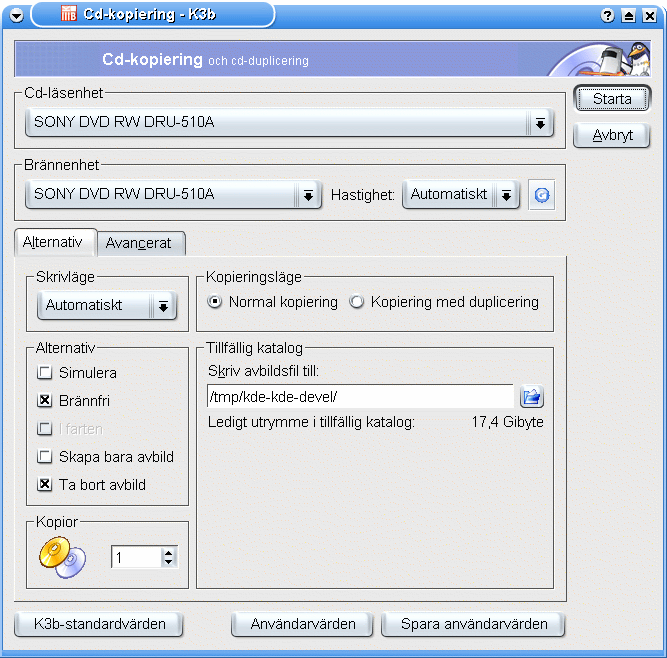 Cd-kopiering - K3b
Cd-kopiering och cd-duplicering
Cd-läsenhet
SONY DVD RW DRU-510A
Starta
Avbryt
Brännenhet
SONY DVD RW DRU-510A
Hastighet:
Automatiskt
Alternativ
Avancerat
Skrivläge
Automatiskt
Kopieringsläge
Normal kopiering
Kopiering med duplicering
Alternativ
Simulera
Brännfri
I farten
Skapa bara avbild
Ta bort avbild
Tillfällig katalog
Skriv avbildsfil till:
/tmp/kde-kde-devel/
Ledigt utrymme i tillfällig katalog: 17,4 Gibyte
Kopior
1
K3b-standardvärden
Användarvärden
Spara användarvärden